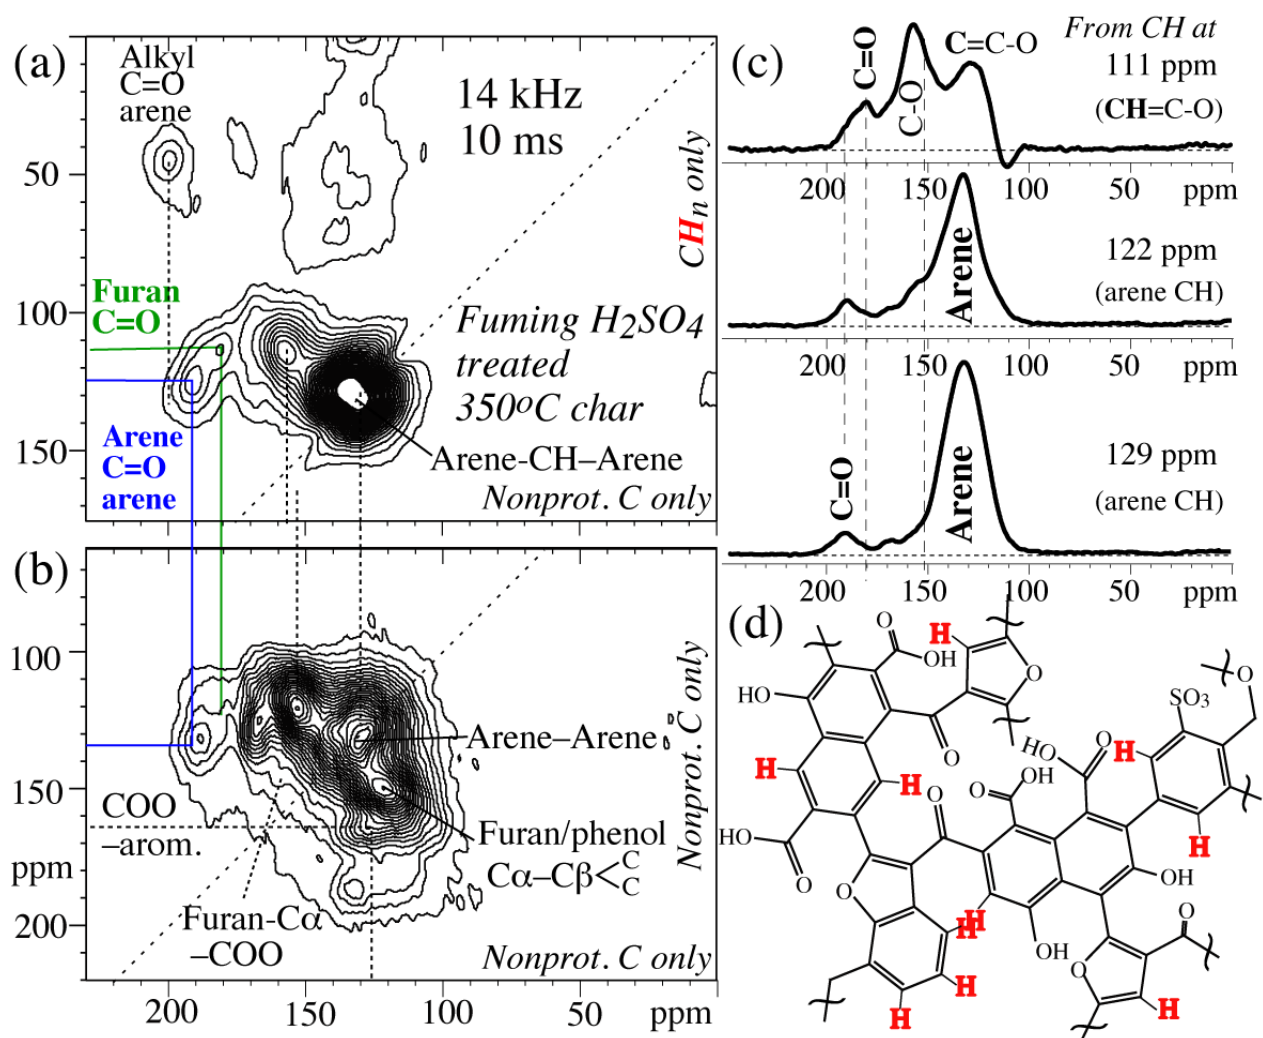 (a)
Alkyl
C=O
arene
14 kHz
10 ms
CHn only
50
Furan
C=O
100
Fuming H2SO4
treated
350ºC char
Arene
C=O
arene
150
Arene-CH–Arene
Nonprot. C only
(b)
100
Nonprot. C only
Arene–Arene
150
COO
–arom.
Furan/phenol
Cα–Cβ<C
C
ppm
Furan-Cα
–COO
200
Nonprot. C only
200 150 100 50 ppm
(c)
C=O
C-O
C=C-O
From CH at
111 ppm
(CH=C-O)
200 150 100 50 ppm
Arene
122 ppm
(arene CH)
200 150 100 50 ppm
C=O
Arene
129 ppm
(arene CH)
200 150 100 50 ppm
(d)
O
H
OH
O
HO
O
SO3
O
HO
O
H
H
H
OH
O
O
HO
O
H
O
OH
O
H
H
OH
O
O
H
H
H